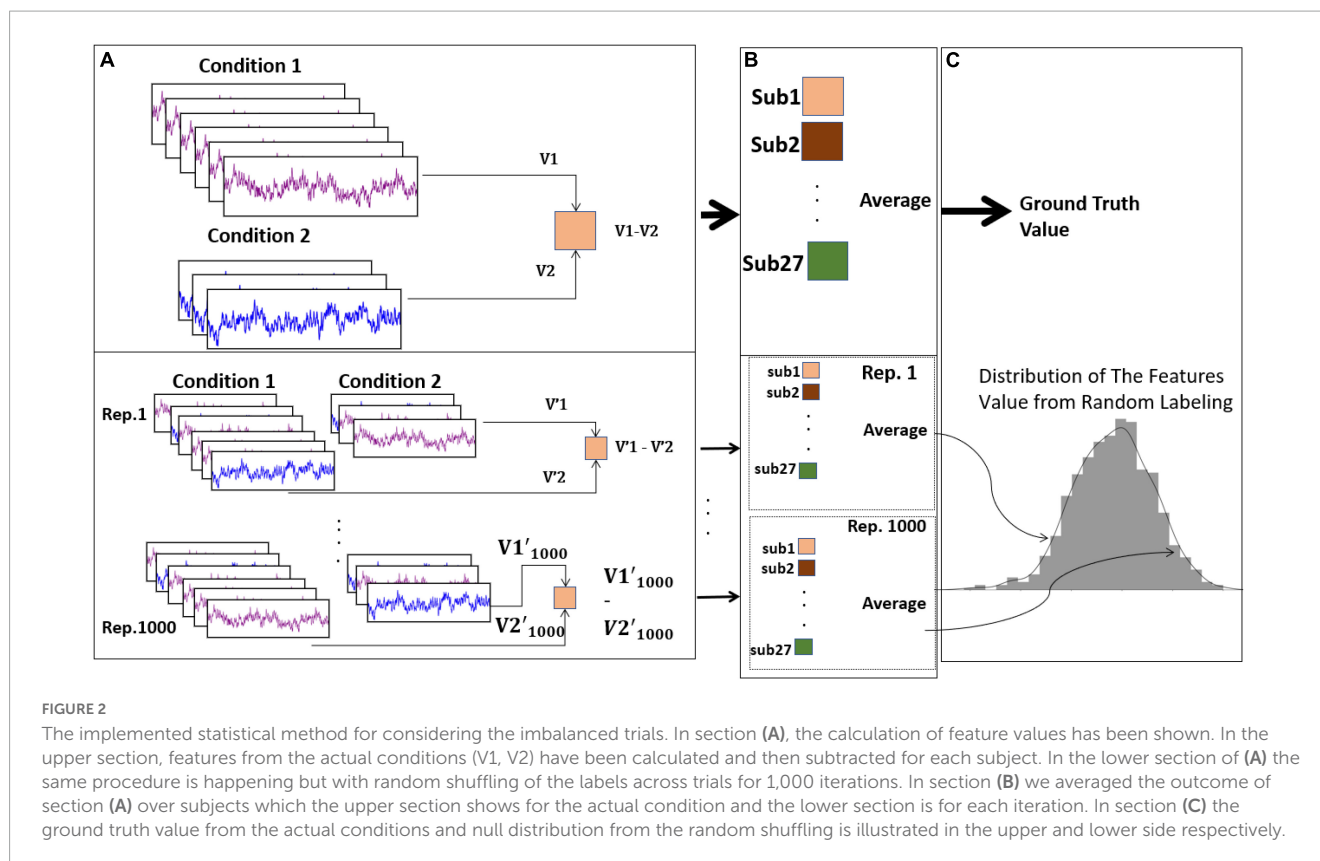 A
Condition 1
V1
V1-V2
Condition 2
V2
B
Sub1
Sub2
Average
Sub27
C
Ground Truth
Value
Condition 1
Condition 2
Rep.1
V'1
V'1 - V'2
V'2
Rep.1000
V1'1000
V2'1000
V1'1000
-
V2'1000
Rep. 1
sub1
sub2
Average
sub27
Rep. 1000
sub1
sub2
Average
sub27
Distribution of The Features
Value from Random Labeling
FIGURE 2
The implemented statistical method for considering the imbalanced trials. In section (A), the calculation of feature values has been shown. In the
upper section, features from the actual conditions (V1, V2) have been calculated and then subtracted for each subject. In the lower section of (A) the
same procedure is happening but with random shuffling of the labels across trials for 1,000 iterations. In section (B) we averaged the outcome of
section (A) over subjects which the upper section shows for the actual condition and the lower section is for each iteration. In section (C) the
ground truth value from the actual conditions and null distribution from the random shuffling is illustrated in the upper and lower side respectively.